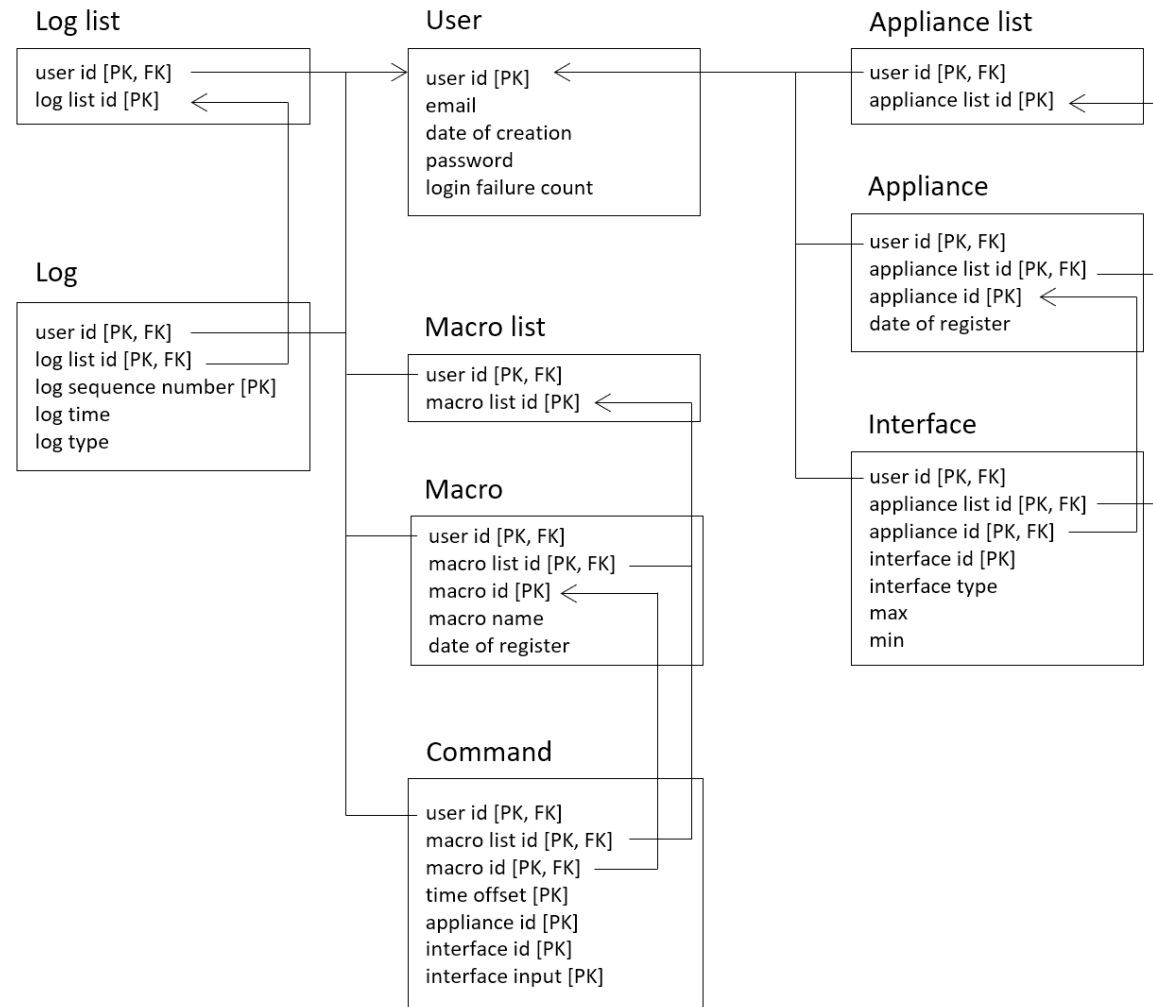 Log list
user id [PK, FK]
log list id [PK]
Log
user id [PK, FK]
log list id [PK, FK]
log sequence number [PK]
log time
log type
User
user id [PK]
email
date of creation
password
login failure count
Macro list
user id [PK, FK]
macro list id [PK]
Macro
user id [PK, FK]
macro list id [PK, FK]
macro id [PK]
macro name
date of register
Command
user id [PK, FK]
macro list id [PK, FK]
macro id [PK, FK]
time offset [PK]
appliance id [PK]
interface id [PK]
interface input [PK]
Appliance list
user id [PK, FK]
appliance list id [PK]
Appliance
user id [PK, FK]
appliance list id [PK, FK]
appliance id [PK]
date of register
Interface
user id [PK, FK]
appliance list id [PK, FK]
appliance id [PK, FK]
interface id [PK]
interface type
max
min